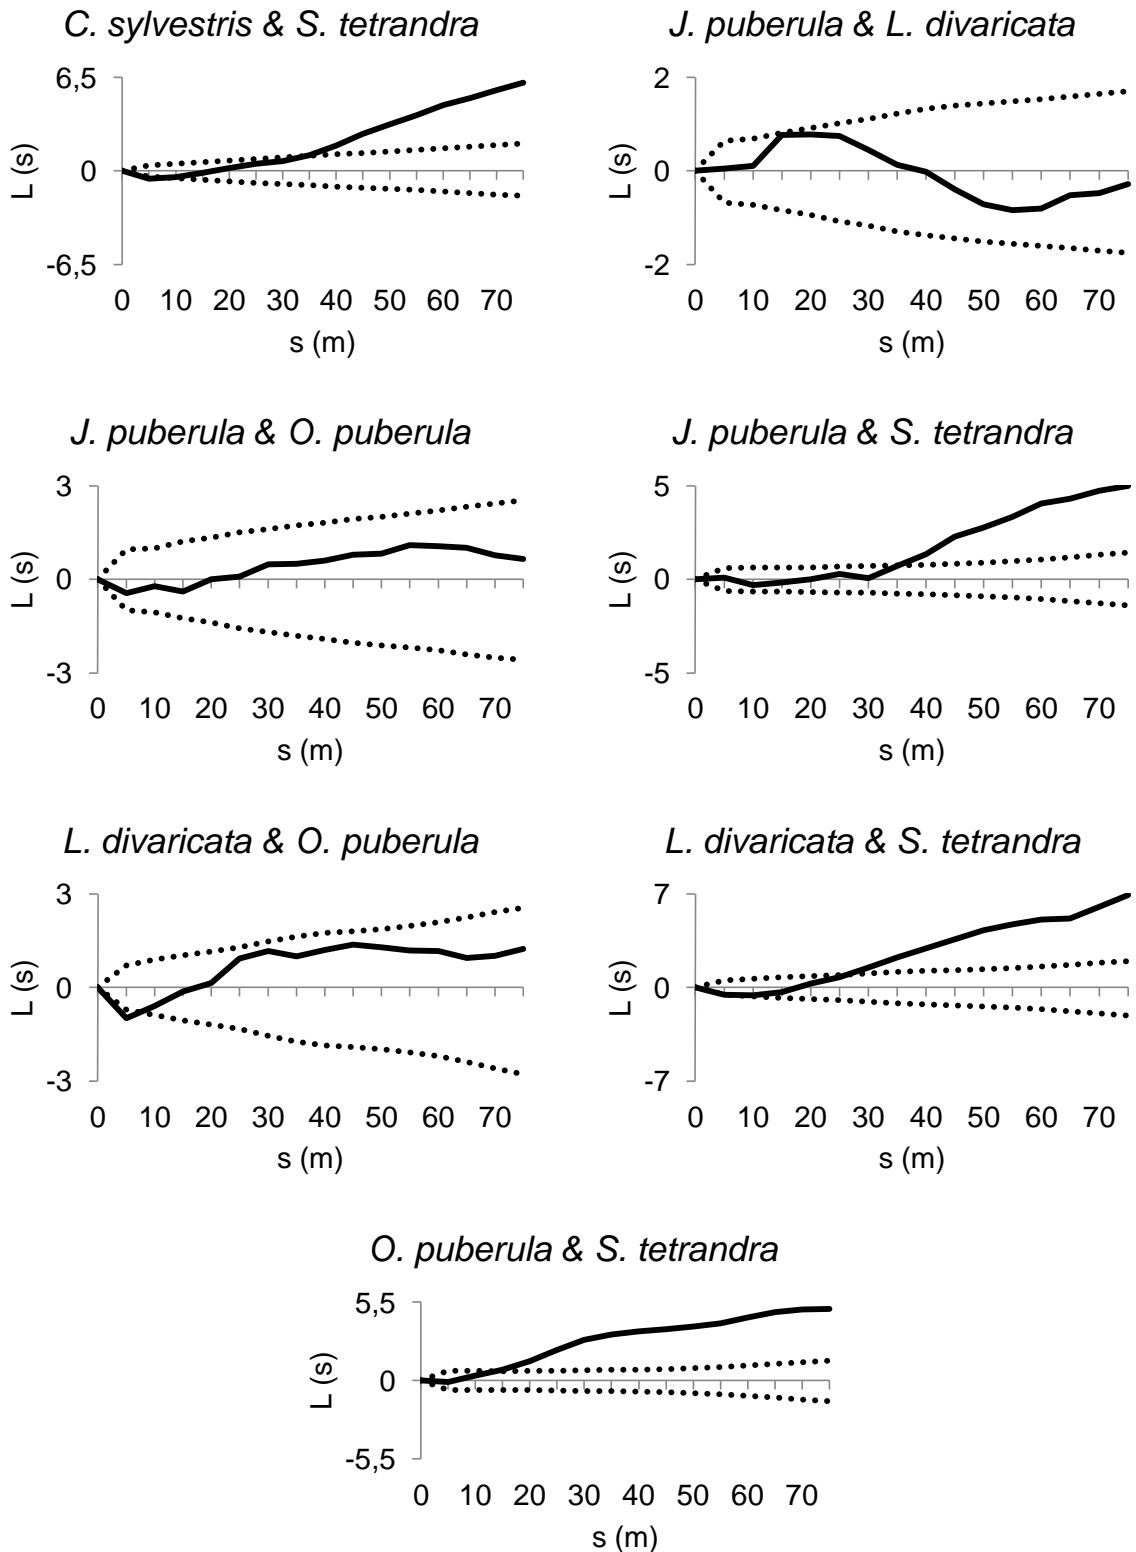 C. sylvestris & S. tetrandra
6,5
0
-6,5
L (s)
0 10 20 30 40 50 60 70
s (m)
J. puberula & L. divaricata
2
0
-2
L (s)
0 10 20 30 40 50 60 70
s (m)
J. puberula & O. puberula
3
0
-3
L (s)
0 10 20 30 40 50 60 70
s (m)
J. puberula & S. tetrandra
5
0
-5
L (s)
0 10 20 30 40 50 60 70
s (m)
L. divaricata & O. puberula
3
0
-3
L (s)
0 10 20 30 40 50 60 70
s (m)
L. divaricata & S. tetrandra
7
0
-7
L (s)
0 10 20 30 40 50 60 70
s (m)
O. puberula & S. tetrandra
5,5
0
-5,5
L (s)
0 10 20 30 40 50 60 70
s (m)